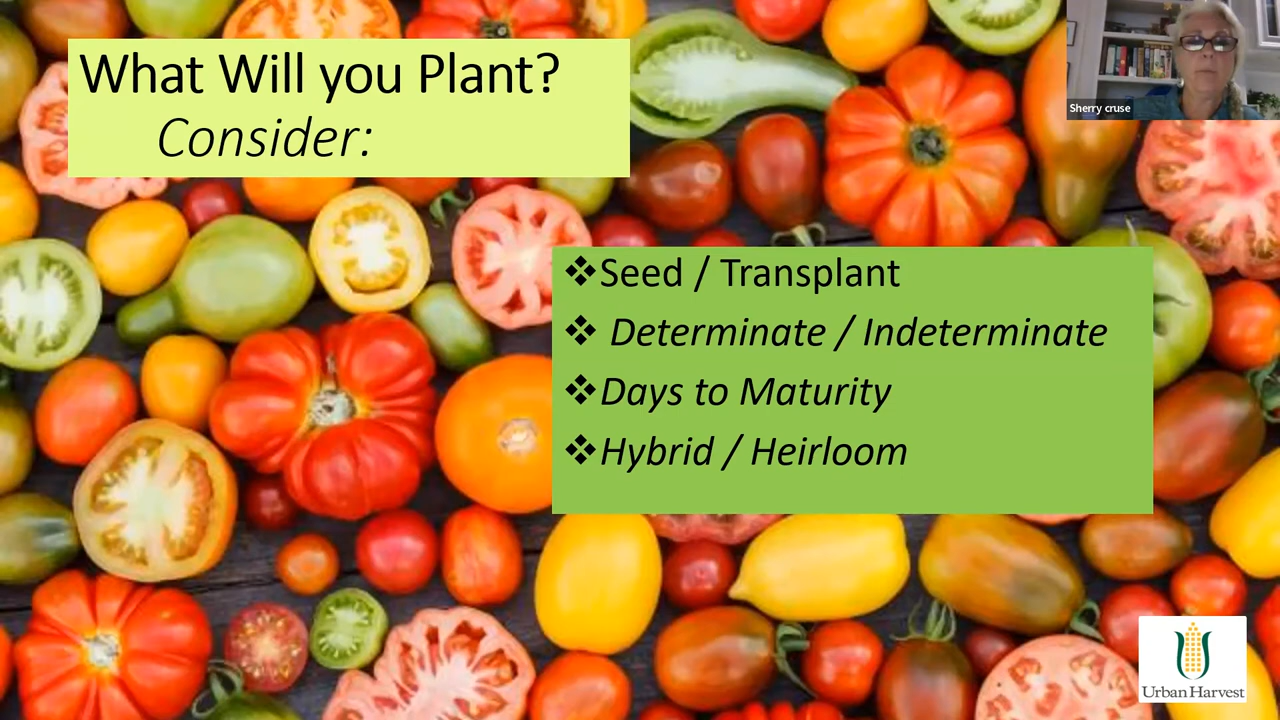 What Will you Plant?
Consider:
Sherry cruse
❖Seed / Transplant
❖ Determinate / Indeterminate
❖Days to Maturity
❖Hybrid / Heirloom
Urban Harvest